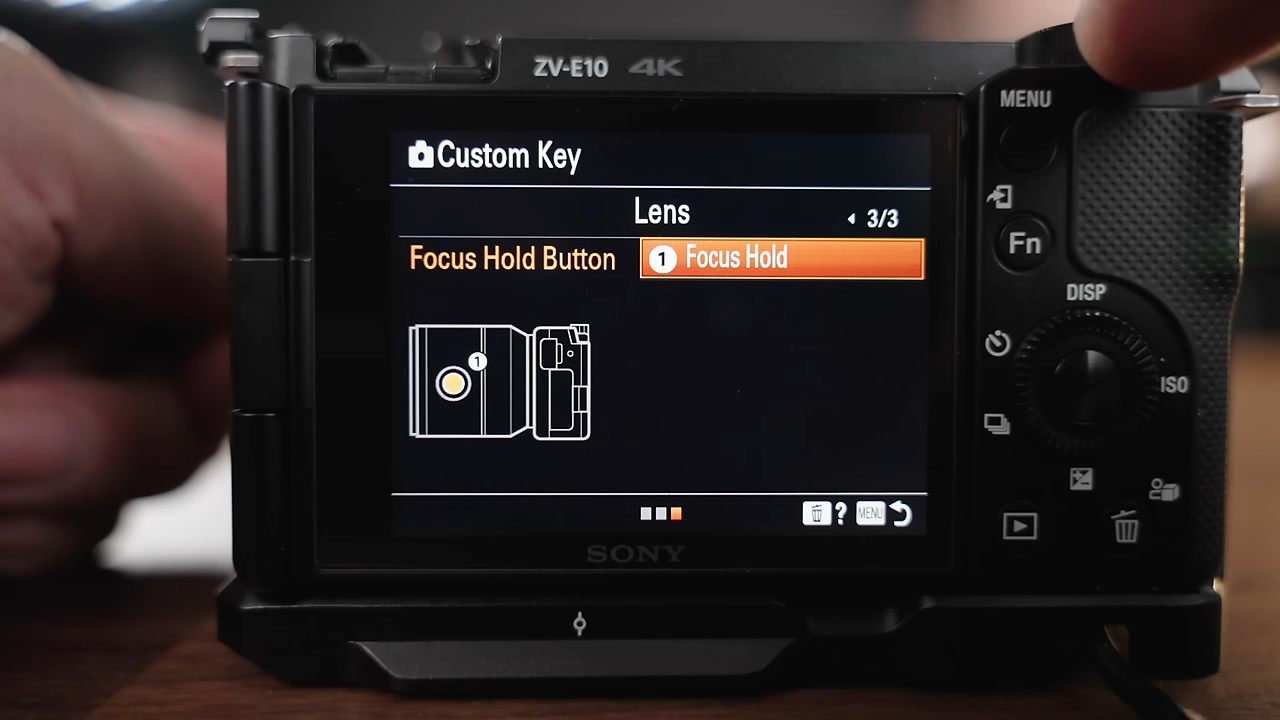 ZV-E10 4K
MENU
Custom Key
Lens
3/3
Focus Hold Button
1 Focus Hold
1
Fn
DISP
ISO
? MENU
SONY